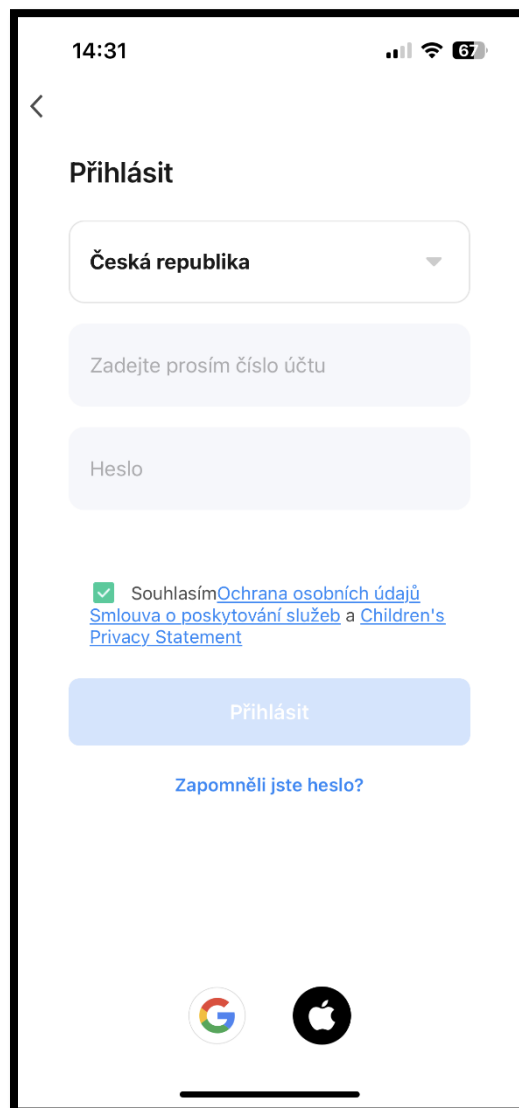 14:31
67
Přihlásit
Česká republika
Zadejte prosím číslo účtu
Heslo
SouhlasímOchrana osobních údajů
Smlouva o poskytování služeb a Children's
Privacy Statement
Přihlásit
Zapomněli jste heslo?